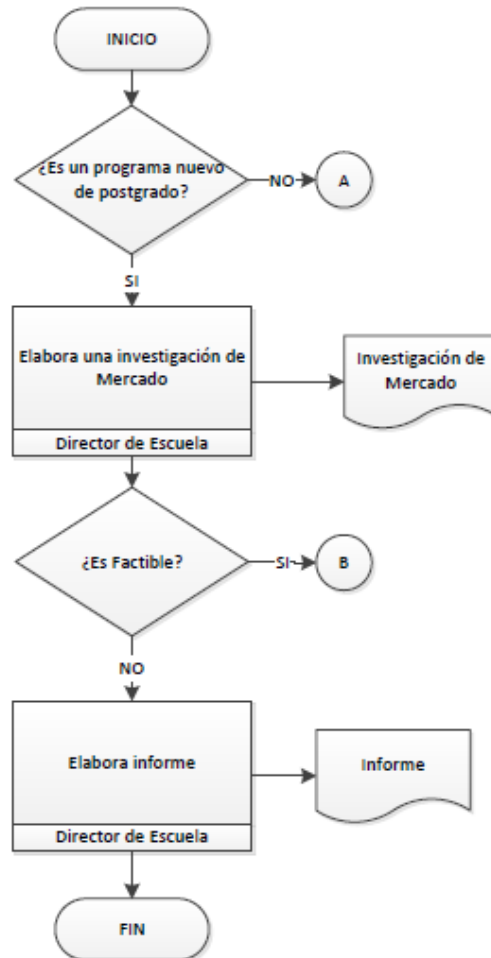 INICIO
¿Es un programa nuevo
de postgrado?
NO
A
SI
Elabora una investigación de
Mercado
Director de Escuela
Investigación de
Mercado
¿Es Factible?
SI
B
NO
Elabora informe
Director de Escuela
Informe
FIN